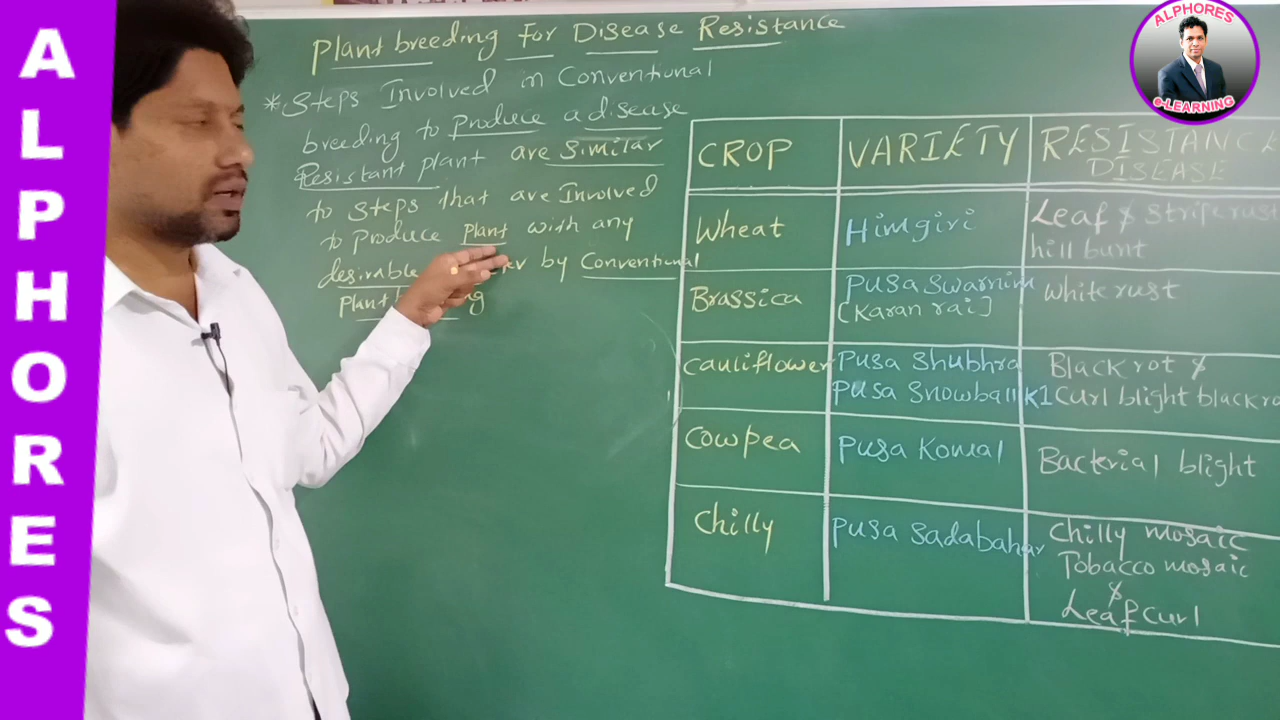 ALPHORES
ALPHORES
e-LEARNING
Plant breeding For Disease Resistance
*Steps Involved in Conventional
breeding to produce a disease
Resistant plant are similar
to steps that are Involved
to produce plant with any
desirable by Conventional
plant
CROP VARIETY RESISTANCE DISEASE
Wheat Himgiri Leaf & stripe rust
hill bunt
Brassica Pusa swarnim white rust
[Karan rai]
Cauliflower Pusa Shubhra Black rot &
Pusa Snowball K1 Curl blight black ro
Cowpea Pusa Komal Bacterial blight
Chilly Pusa Sadabahar Chilly mosaic
Tobacco mosaic
&
Leaf curl